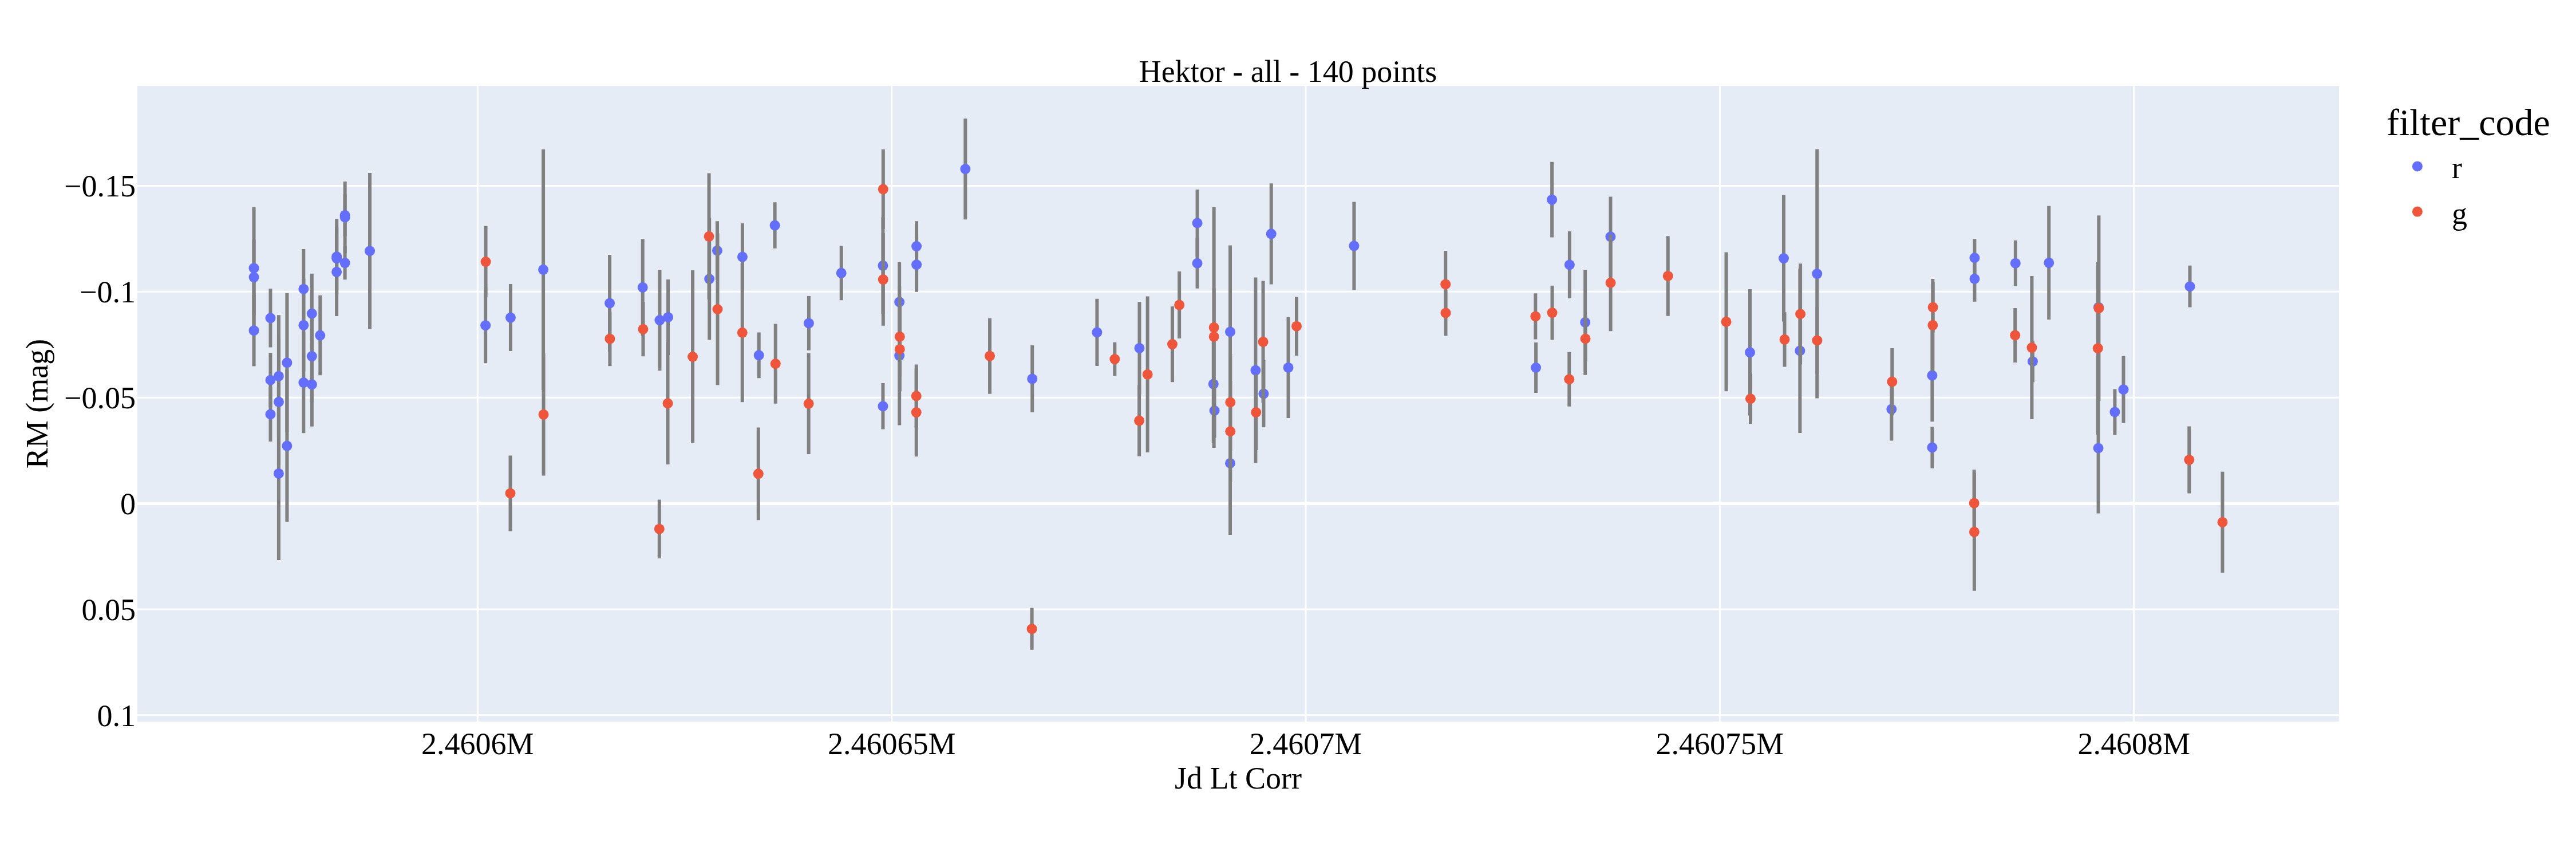 Hektor - all - 140 points
filter_code
r
g
RM (mag)
−0.15
−0.1
−0.05
0
0.05
0.1
2.4606M
2.46065M
2.4607M
2.46075M
2.4608M
Jd Lt Corr